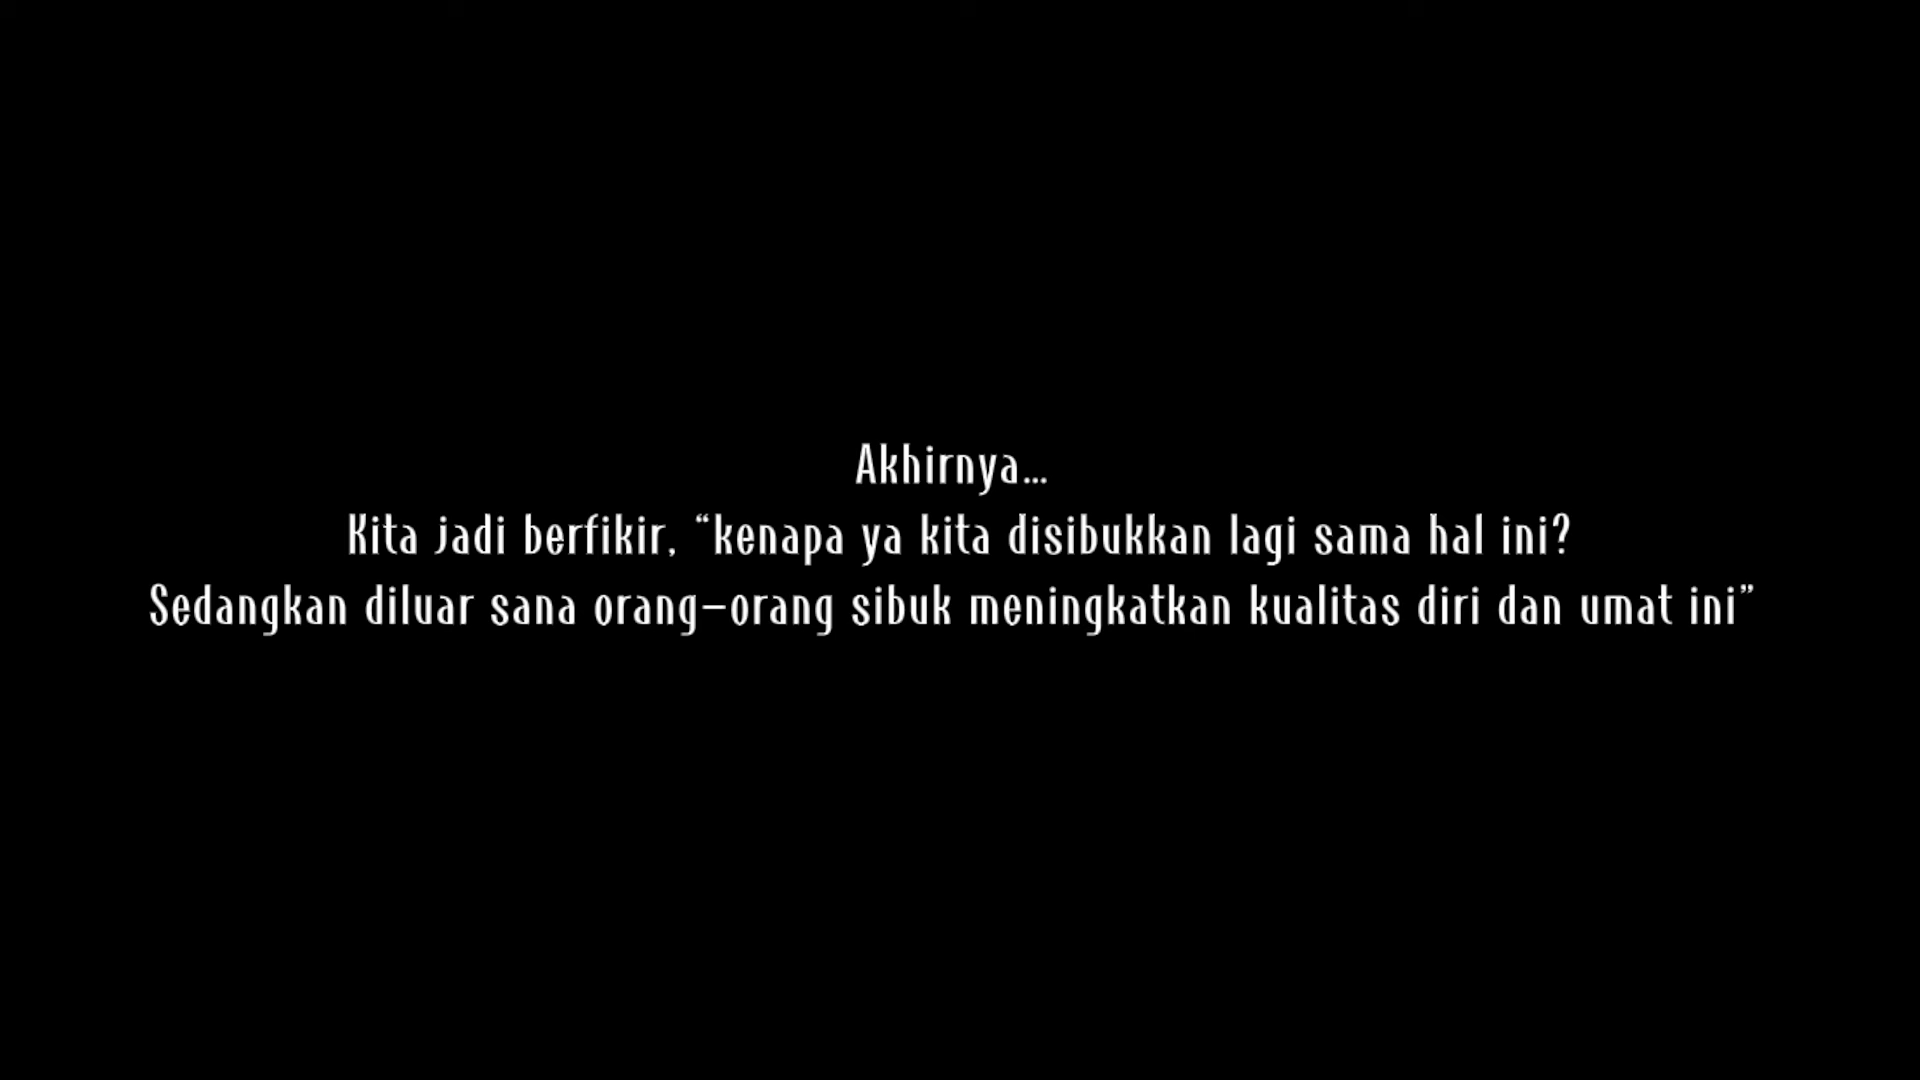 Akhirnya...
Kita jadi berfikir, “kenapa ya kita disibukkan lagi sama hal ini?
Sedangkan diluar sana orang-orang sibuk meningkatkan kualitas diri dan umat ini”